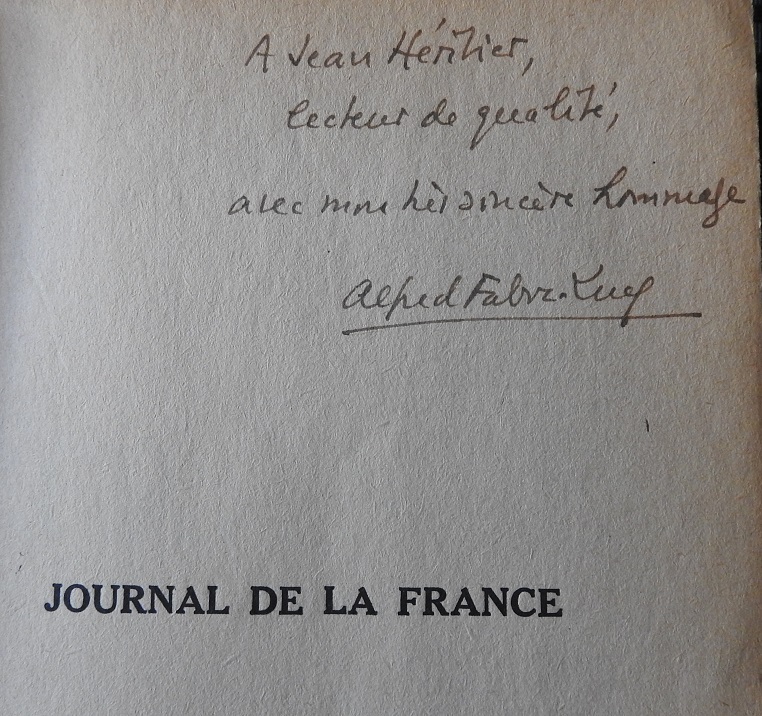 A Jean Héritier,
lecteur de qualité,
avec mon très sincère hommage
Alfred Fabre-Luce
JOURNAL DE LA FRANCE